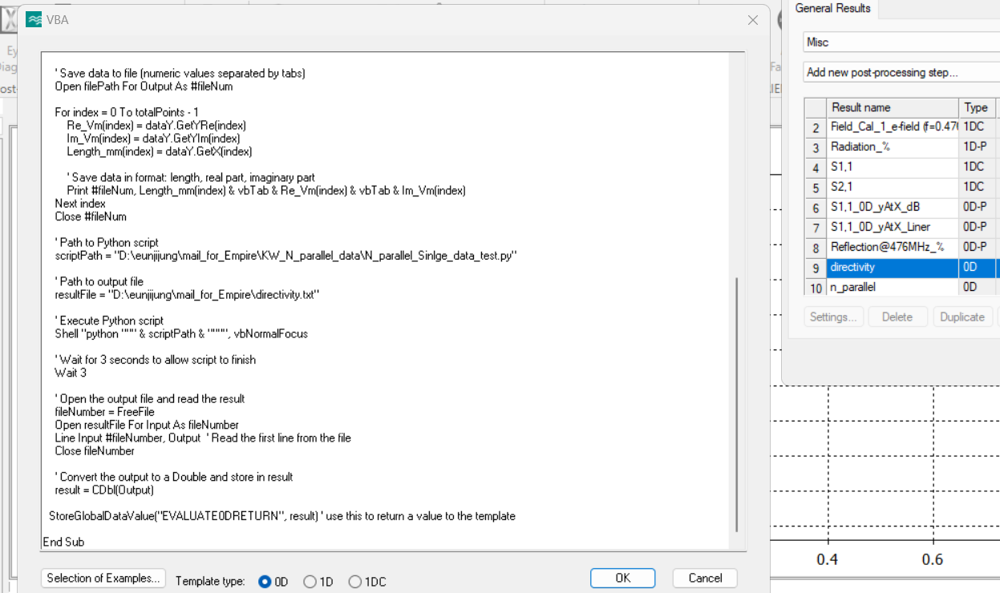 VBA
' Save data to file (numeric values separated by tabs)
Open filePath For Output As #fileNum
For index = 0 To totalPoints - 1
Re_Vm(index) = dataY.GetYRe(index)
Im_Vm(index) = dataY.GetYIm(index)
Length_mm(index) = dataY.GetX(index)
' Save data in format: length, real part, imaginary part
Print #fileNum, Length_mm(index) & vbTab & Re_Vm(index) & vbTab & Im_Vm(index)
Next index
Close #fileNum
' Path to Python script
scriptPath = "D:\eunjijung\mail_for_Empire\KW_N_parallel_data\N_parallel_Sinlge_data_test.py"
' Path to output file
resultFile = "D:\eunjijung\mail_for_Empire\directivity.txt"
' Execute Python script
Shell "python """ & scriptPath & """", vbNormalFocus
' Wait for 3 seconds to allow script to finish
Wait 3
' Open the output file and read the result
fileNumber = FreeFile
Open resultFile For Input As fileNumber
Line Input #fileNumber, Output ' Read the first line from the file
Close fileNumber
' Convert the output to a Double and store in result
result = CDbl(Output)
StoreGlobalDataValue("EVALUATE0DRETURN", result) ' use this to return a value to the template
End Sub
Selection of Examples...
Template type:
0D
1D
1DC
OK
Cancel
General Results
Misc
Add new post-processing step...
Result name Type
2 Field_Cal_1_e-field (f=0.47 1DC
3 Radiation_% 1D-P
4 S1,1 1DC
5 S2,1 1DC
6 S1,1_0D_yAtX_dB 0D-P
7 S1,1_0D_yAtX_Liner 0D-P
8 Reflection@476MHz_% 0D-P
9 directivity 0D
10 n_parallel 0D
Settings...
Delete
Duplicate
0.4
0.6